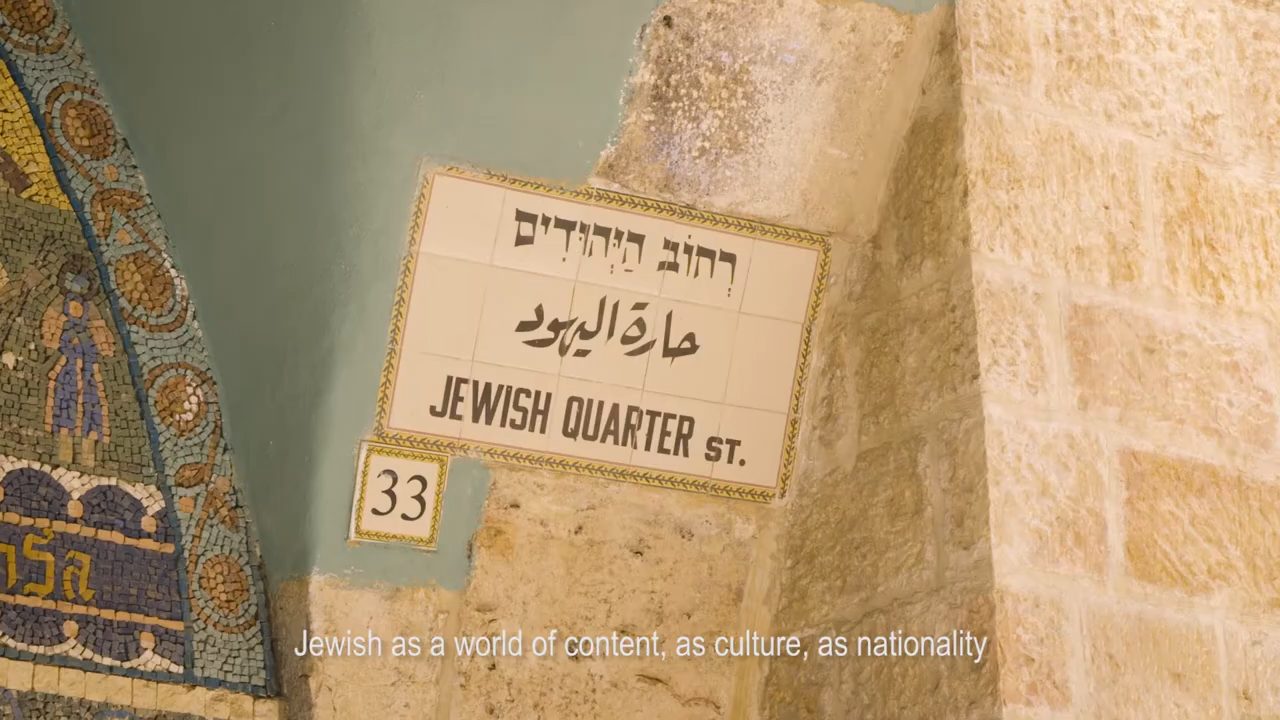 רְחוֹב הַיְּהוּדִים
حارة اليهود
JEWISH QUARTER ST.
33
Jewish as a world of content, as culture, as nationality